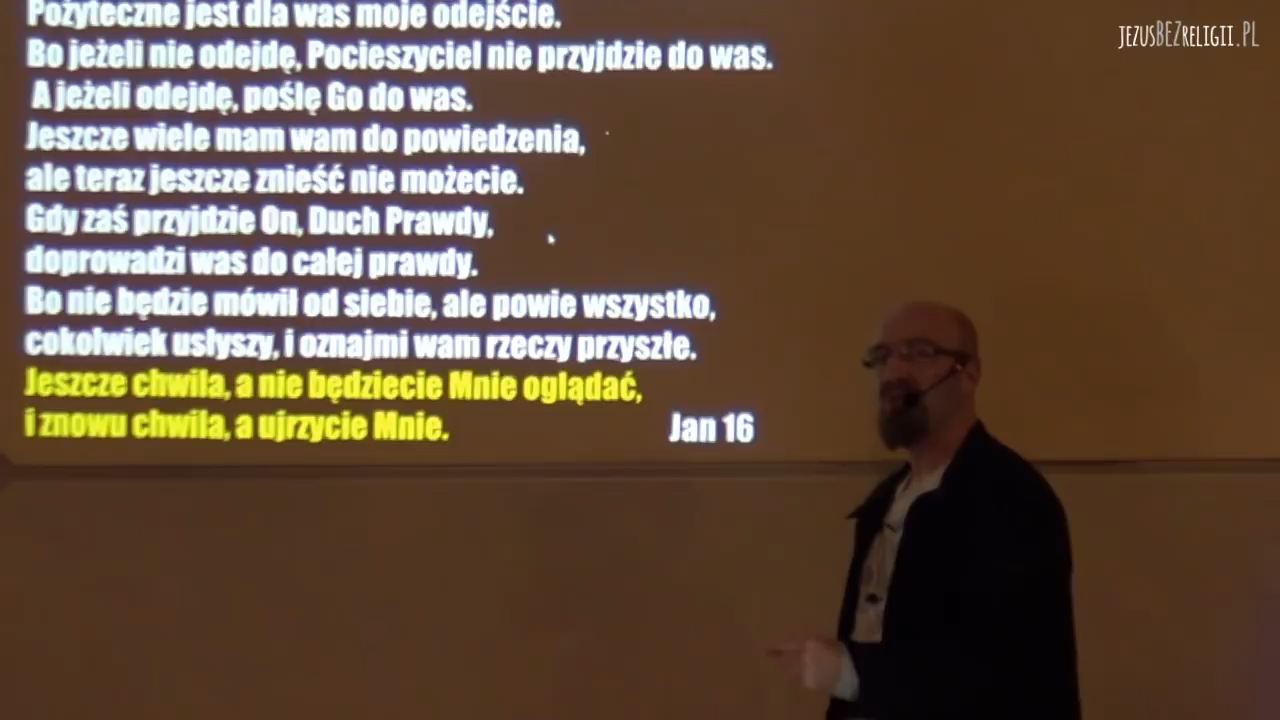 jezusBEZreligii.PL
Pożyteczne jest dla was moje odejście.
Bo jeżeli nie odejdę, Pocieszyciel nie przyjdzie do was.
A jeżeli odejdę, poślę Go do was.
Jeszcze wiele mam wam do powiedzenia,
ale teraz jeszcze znieść nie możecie.
Gdy zaś przyjdzie On, Duch Prawdy,
doprowadzi was do całej prawdy.
Bo nie będzie mówił od siebie, ale powie wszystko,
cokolwiek usłyszy, i oznajmi wam rzeczy przyszłe.
Jeszcze chwila, a nie będziecie Mnie oglądać,
i znowu chwila, a ujrzycie Mnie. Jan 16